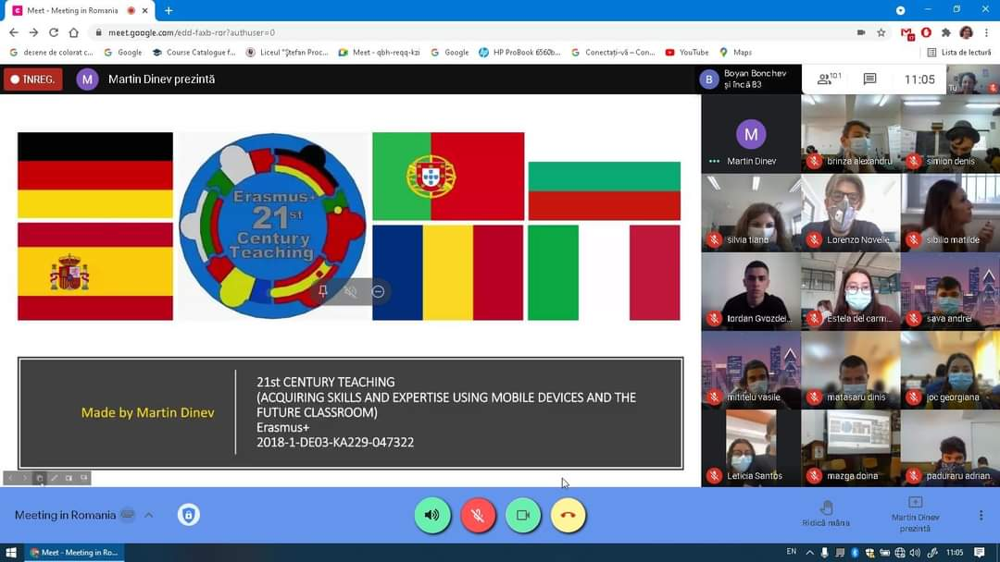 Meet - Meeting in Romania
meet.google.com/edd-faxb-ror?authuser=0
desene de colorat c...
Google
Course Catalogue f...
Liceul "Ştefan Proc...
Meet - qbh-reqq-kzi
Google
HP ProBook 6560b...
Conectați-vă – Con...
YouTube
Maps
Lista de lectură
ÎNREG.
M
Martin Dinev prezintă
B
Boyan Bonchev
și încă 83
101
11:05
Tu
Erasmus+
21st
Century
Teaching
Made by Martin Dinev
21st CENTURY TEACHING
(ACQUIRING SKILLS AND EXPERTISE USING MOBILE DEVICES AND THE
FUTURE CLASSROOM)
Erasmus+
2018-1-DE03-KA229-047322
M
Martin Dinev
brinza alexandru
simion denis
silvia tiano
Lorenzo Novelle...
sibilio matilde
Iordan Gvozdei...
Estela del carm...
sava andrei
mititelu vasile
matasaru dinis
joc georgiana
Leticia Santos
mazga doina
paduraru adrian
Meeting in Romania
Ridică mâna
Martin Dinev
prezintă
Meet - Meeting in Ro...
EN
11:05